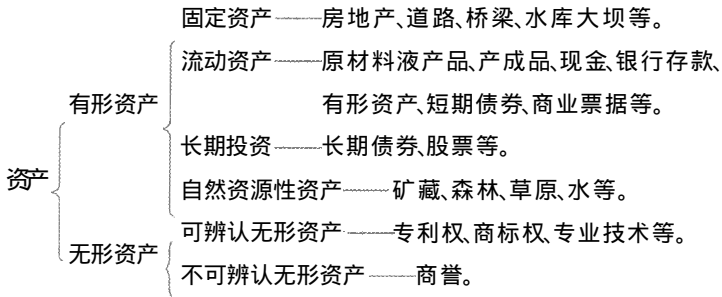 固定资产——房地产、道路、桥梁、水库大坝等。
流动资产——原材料液产品、产成品、现金、银行存款、
有形资产
有形资产、短期债券、商业票据等。
长期投资——长期债券、股票等。
资产
自然资源性资产——矿藏、森林、草原、水等。
可辨认无形资产——专利权、商标权、专业技术等。
无形资产
不可辨认无形资产——商誉。